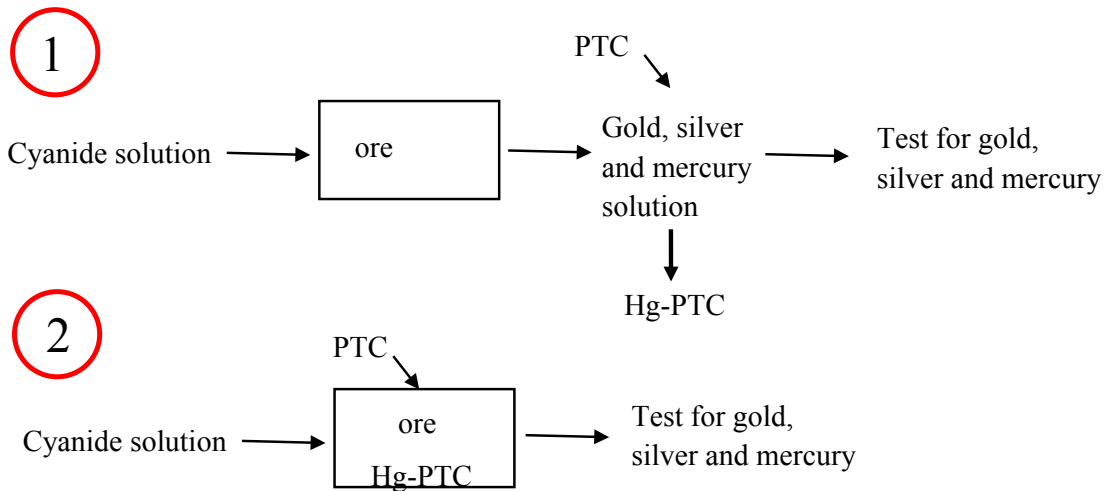 1
PTC
Cyanide solution
ore
Gold, silver
and mercury
solution
Test for gold,
silver and mercury
Hg-PTC
2
PTC
Cyanide solution
ore
Hg-PTC
Test for gold,
silver and mercury